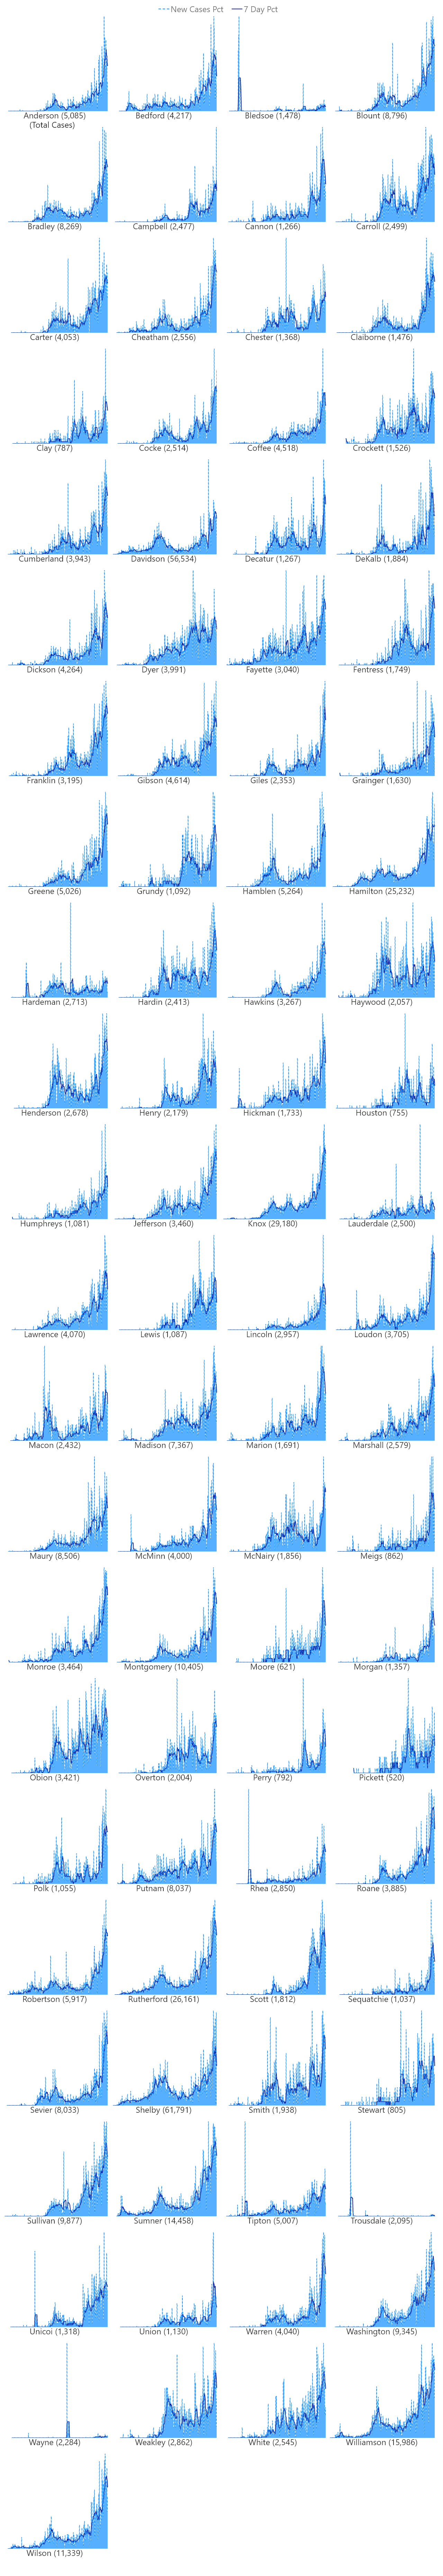 New Cases Pct 7 Day Pct
Anderson (5,085) Bedford (4,217) Bledsoe (1,478) Blount (8,796)
(Total Cases)
Bradley (8,269) Campbell (2,477) Cannon (1,266) Carroll (2,499)
Carter (4,053) Cheatham (2,556) Chester (1,368) Claiborne (1,476)
Clay (787) Cocke (2,514) Coffee (4,518) Crockett (1,526)
Cumberland (3,943) Davidson (56,534) Decatur (1,267) DeKalb (1,884)
Dickson (4,264) Dyer (3,991) Fayette (3,040) Fentress (1,749)
Franklin (3,195) Gibson (4,614) Giles (2,353) Grainger (1,630)
Greene (5,026) Grundy (1,092) Hamblen (5,264) Hamilton (25,232)
Hardeman (2,713) Hardin (2,413) Hawkins (3,267) Haywood (2,057)
Henderson (2,678) Henry (2,179) Hickman (1,733) Houston (755)
Humphreys (1,081) Jefferson (3,460) Knox (29,180) Lauderdale (2,500)
Lawrence (4,070) Lewis (1,087) Lincoln (2,957) Loudon (3,705)
Macon (2,432) Madison (7,367) Marion (1,691) Marshall (2,579)
Maury (8,506) McMinn (4,000) McNairy (1,856) Meigs (862)
Monroe (3,464) Montgomery (10,405) Moore (621) Morgan (1,357)
Obion (3,421) Overton (2,004) Perry (792) Pickett (520)
Polk (1,055) Putnam (8,037) Rhea (2,850) Roane (3,885)
Robertson (5,917) Rutherford (26,161) Scott (1,812) Sequatchie (1,037)
Sevier (8,033) Shelby (61,791) Smith (1,938) Stewart (805)
Sullivan (9,877) Sumner (14,458) Tipton (5,007) Trousdale (2,095)
Unicoi (1,318) Union (1,130) Warren (4,040) Washington (9,345)
Wayne (2,284) Weakley (2,862) White (2,545) Williamson (15,986)
Wilson (11,339)